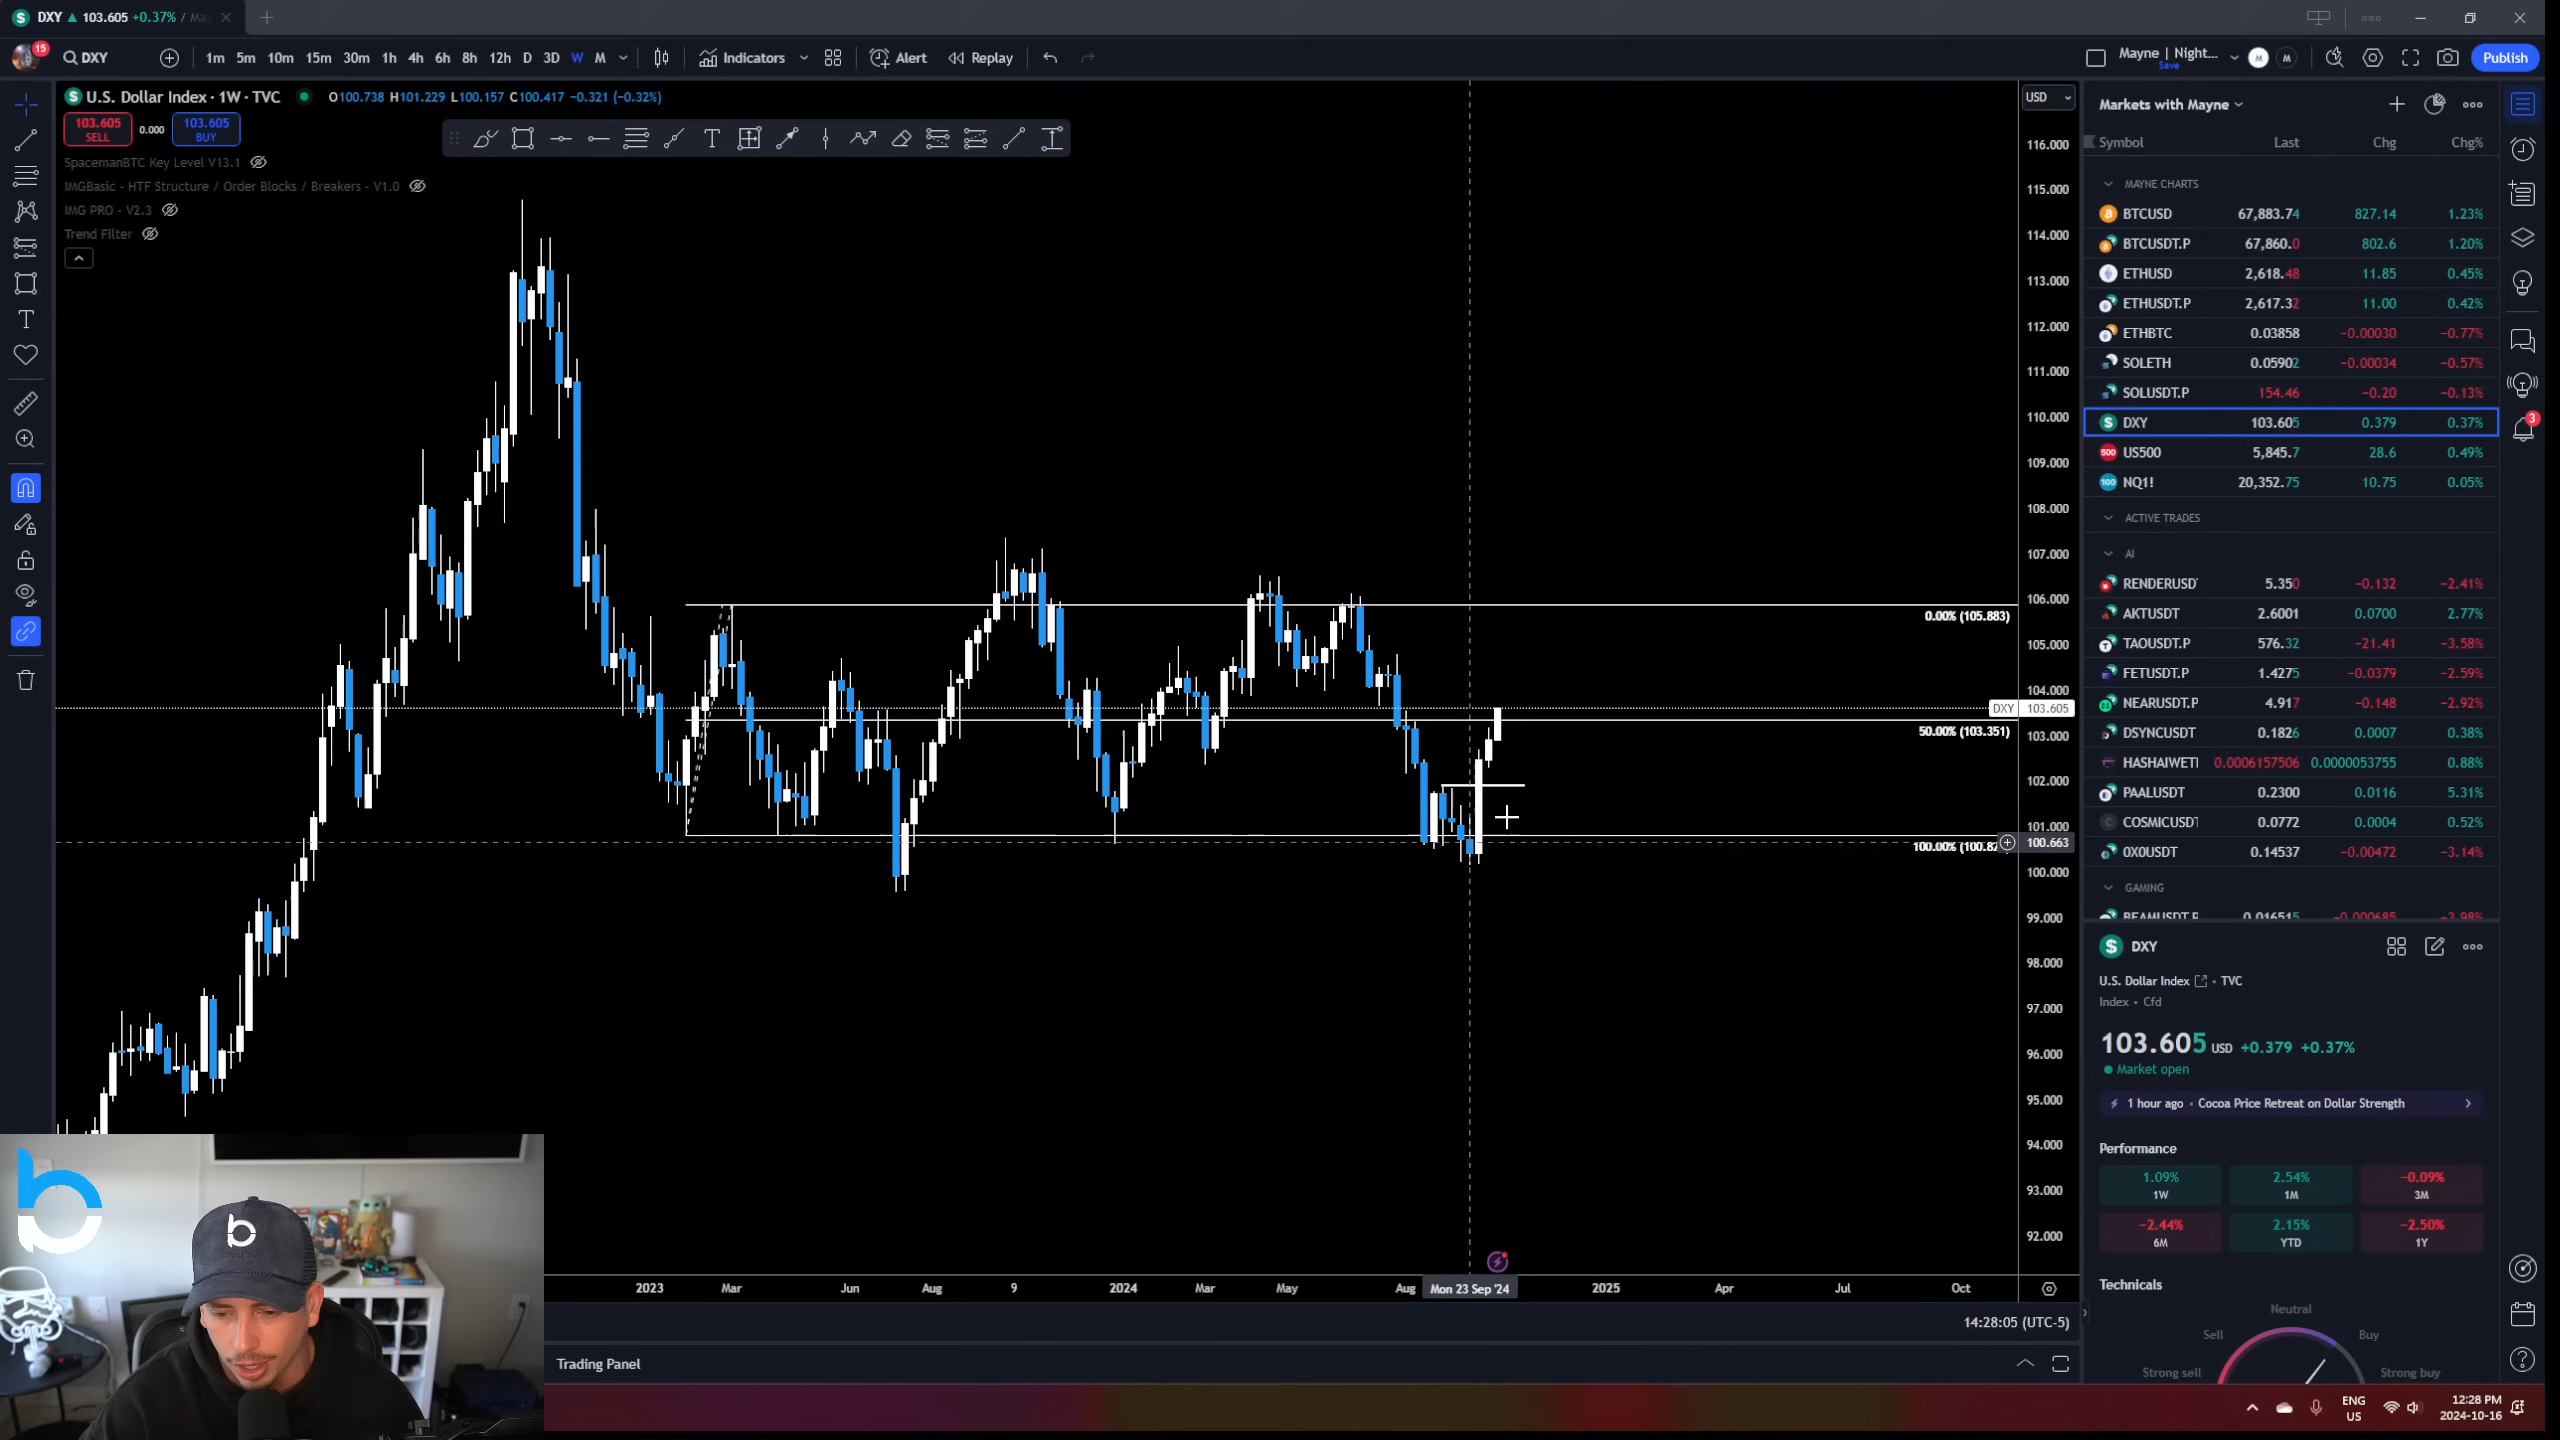 DXY ▲ 103.605 +0.37% / Ma
15
DXY
1m 5m 10m 15m 30m 1h 4h 6h 8h 12h D 3D W M
Indicators
Alert
Replay
Mayne | Night...
Save
M
M
Publish
U.S. Dollar Index · 1W · TVC
O100.738 H101.229 L100.157 C100.417 −0.321 (−0.32%)
103.605
SELL
0.000
103.605
BUY
SpacemanBTC Key Level V13.1
IMGBasic - HTF Structure / Order Blocks / Breakers - V1.0
IMG PRO - V2.3
Trend Filter
USD
116.000
115.000
114.000
113.000
112.000
111.000
110.000
109.000
108.000
107.000
106.000
0.00% (105.883)
105.000
104.000
DXY 103.605
50.00% (103.351)
103.000
102.000
101.000
100.663
100.000
99.000
98.000
97.000
96.000
95.000
94.000
93.000
92.000
2023 Mar Jun Aug 9 2024 Mar May Aug Mon 23 Sep '24 2025 Apr Jul Oct
14:28:05 (UTC-5)
Trading Panel
Markets with Mayne
Symbol Last Chg Chg%
MAYNE CHARTS
BTCUSD 67,883.74 827.14 1.23%
BTCUSDT.P 67,860.0 802.6 1.20%
ETHUSD 2,618.48 11.85 0.45%
ETHUSDT.P 2,617.32 11.00 0.42%
ETHBTC 0.03858 −0.00030 −0.77%
SOLETH 0.05902 −0.00034 −0.57%
SOLUSDT.P 154.46 −0.20 −0.13%
DXY 103.605 0.379 0.37%
US500 5,845.7 28.6 0.49%
NQ1! 20,352.75 10.75 0.05%
ACTIVE TRADES
AI
RENDERUSD 5.350 −0.132 −2.41%
AKTUSDT 2.6001 0.0700 2.77%
TAOUSDT.P 576.32 −21.41 −3.58%
FETUSDT.P 1.4275 −0.0379 −2.59%
NEARUSDT.P 4.917 −0.148 −2.92%
DSYNCUSDT 0.1826 0.0007 0.38%
HASHAIWETI 0.0006157506 0.0000053755 0.88%
PAALUSDT 0.2300 0.0116 5.31%
COSMICUSDT 0.0772 0.0004 0.52%
0X0USDT 0.14537 −0.00472 −3.14%
GAMING
BEAMUSDT.P 0.016515 −0.000685 −3.98%
DXY
U.S. Dollar Index · TVC
Index · Cfd
103.605 USD +0.379 +0.37%
Market open
1 hour ago · Cocoa Price Retreat on Dollar Strength
Performance
1.09% 2.54% −0.09%
1W 1M 3M
−2.44% 2.15% −2.50%
6M YTD 1Y
Technicals
Neutral
Sell Buy
Strong sell Strong buy
3
ENG
US
12:28 PM
2024-10-16